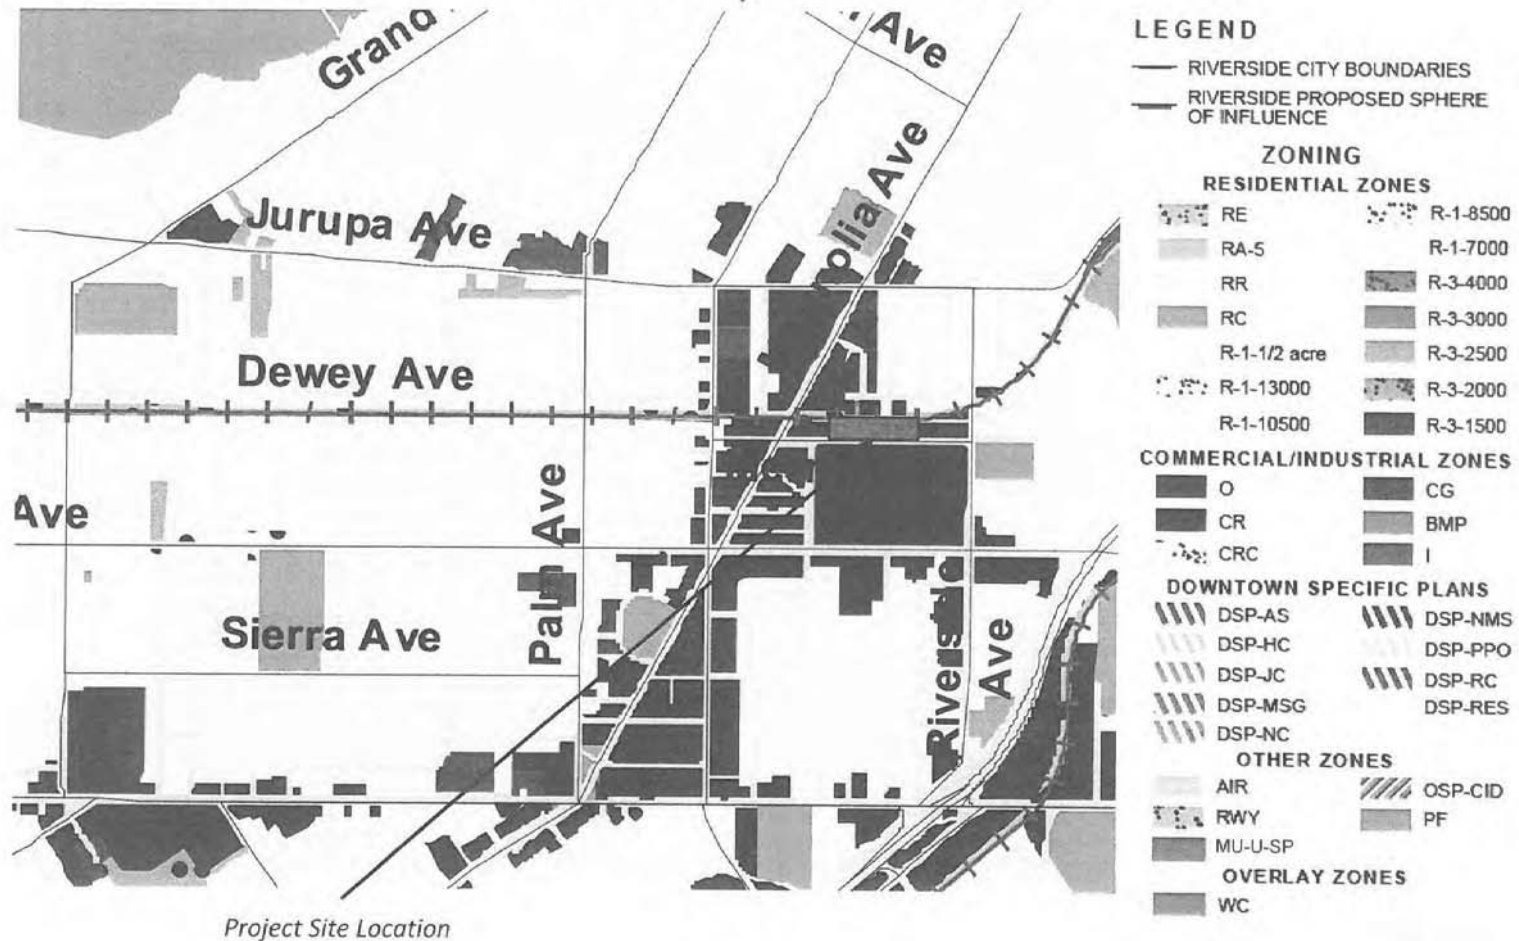 Grand
Ave
olia Ave
Jurupa Ave
Dewey Ave
Palm Ave
Ave
Sierra Ave
Riverside Ave
Project Site Location
LEGEND
RIVERSIDE CITY BOUNDARIES
RIVERSIDE PROPOSED SPHERE
OF INFLUENCE
ZONING
RESIDENTIAL ZONES
RE R-1-8500
RA-5 R-1-7000
RR R-3-4000
RC R-3-3000
R-1-1/2 acre R-3-2500
R-1-13000 R-3-2000
R-1-10500 R-3-1500
COMMERCIAL/INDUSTRIAL ZONES
O CG
CR BMP
CRC I
DOWNTOWN SPECIFIC PLANS
DSP-AS DSP-NMS
DSP-HC DSP-PPO
DSP-JC DSP-RC
DSP-MSG DSP-RES
DSP-NC
OTHER ZONES
AIR OSP-CID
RWY PF
MU-U-SP
OVERLAY ZONES
WC